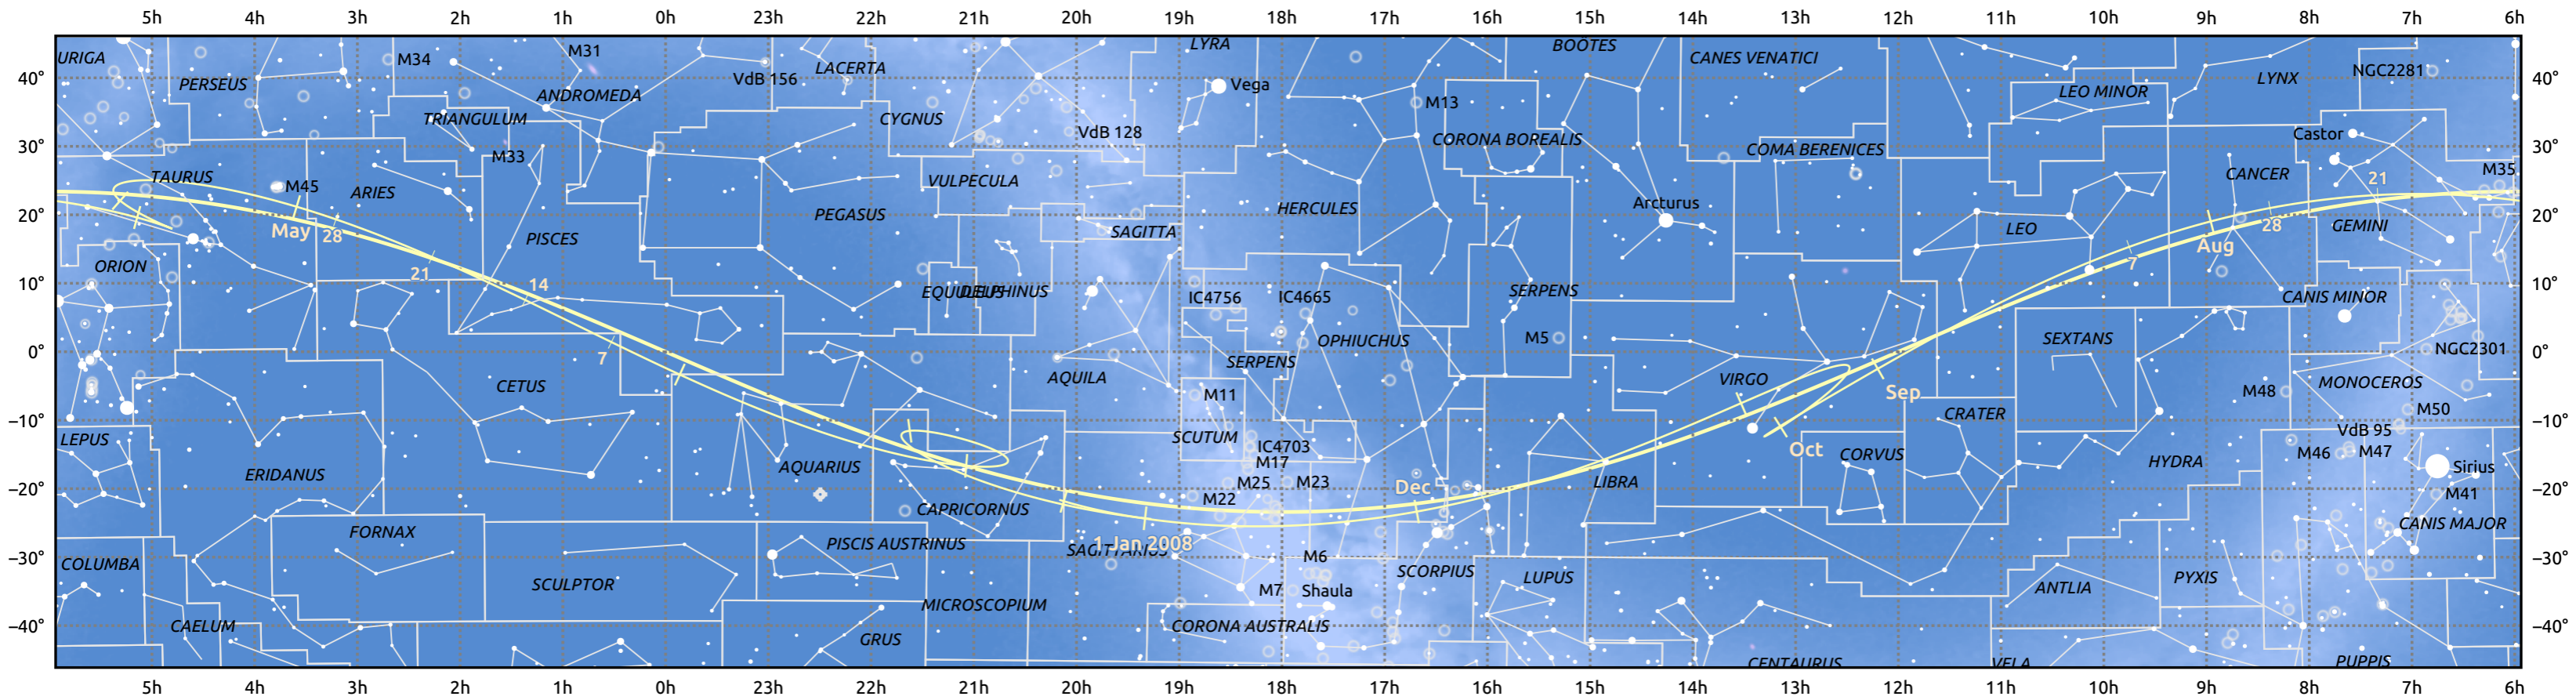 5h 4h 3h 2h 1h 0h 23h 22h 21h 20h 19h 18h 17h 16h 15h 14h 13h 12h 11h 10h 9h 8h 7h 6h
URIGA M34 M31 LYRA BOOTES CANES VENATICI
40° PERSEUS VdB 156 LACERTA Vega LYNX NGC2281 40°
ANDROMEDA M13 LEO MINOR
TRIANGULUM CYGNUS VdB 128 CORONA BOREALIS Castor
30° M33 COMA BERENICES 30°
TAURUS M45 ARIES VULPECULA CANCER 21 M35
20° PEGASUS HERCULES Arcturus 20°
May 28 PISCES SAGITTA LEO 28 GEMINI
Aug
ORION 21 7
10° 14 EQUULEUS DELPHINUS IC4756 IC4665 SERPENS CANIS MINOR 10°
0° 7 SERPENS OPHIUCHUS M5 SEXTANS NGC2301 0°
CETUS AQUILA VIRGO MONOCEROS
M11 Sep M48
−10° LEPUS SCUTUM CRATER M50 −10°
IC4703 Oct VdB 95
ERIDANUS AQUARIUS M17 CORVUS HYDRA M46 M47 Sirius
−20° M25 M23 Dec LIBRA −20°
CAPRICORNUS M22 M41
FORNAX CANIS MAJOR
−30° COLUMBA PISCIS AUSTRINUS SAGITTARIUS 1 Jan 2008 M6 −30°
SCULPTOR SCORPIUS LUPUS PYXIS
MICROSCOPIUM M7 Shaula ANTLIA
−40° CAELUM GRUS CORONA AUSTRALIS −40°
CENTAURUS VELA PUPPIS
5h 4h 3h 2h 1h 0h 23h 22h 21h 20h 19h 18h 17h 16h 15h 14h 13h 12h 11h 10h 9h 8h 7h 6h